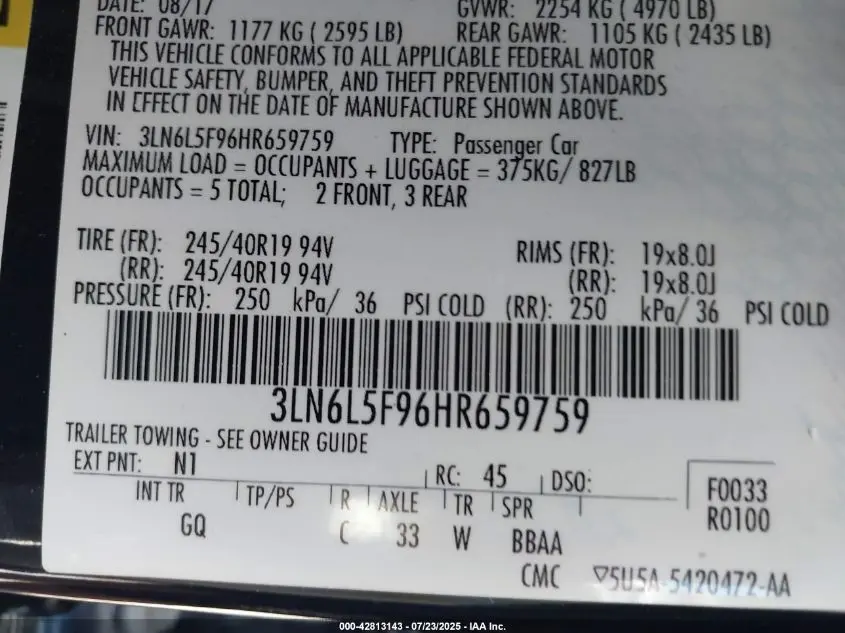 DATE: 08/17 GVWR: 2254 KG ( 4970 LB)
FRONT GAWR: 1177 KG ( 2595 LB) REAR GAWR: 1105 KG ( 2435 LB)
THIS VEHICLE CONFORMS TO ALL APPLICABLE FEDERAL MOTOR
VEHICLE SAFETY, BUMPER, AND THEFT PREVENTION STANDARDS
IN EFFECT ON THE DATE OF MANUFACTURE SHOWN ABOVE.
VIN: 3LN6L5F96HR659759 TYPE: Passenger Car
MAXIMUM LOAD = OCCUPANTS + LUGGAGE = 375KG/ 827LB
OCCUPANTS = 5 TOTAL; 2 FRONT, 3 REAR
TIRE (FR): 245/40R19 94V RIMS (FR): 19x8.0J
(RR): 245/40R19 94V (RR): 19x8.0J
PRESSURE (FR): 250 kPa/ 36 PSI COLD (RR): 250 kPa/ 36 PSI COLD
3LN6L5F96HR659759
TRAILER TOWING - SEE OWNER GUIDE
EXT PNT: N1 RC: 45 DSO:
INT TR TP/PS R AXLE TR SPR F0033
R0100
GQ C 33 W BBAA
CMC ▽5U5A-5420472-AA
000-42813143 - 07/23/2025 - IAA Inc.